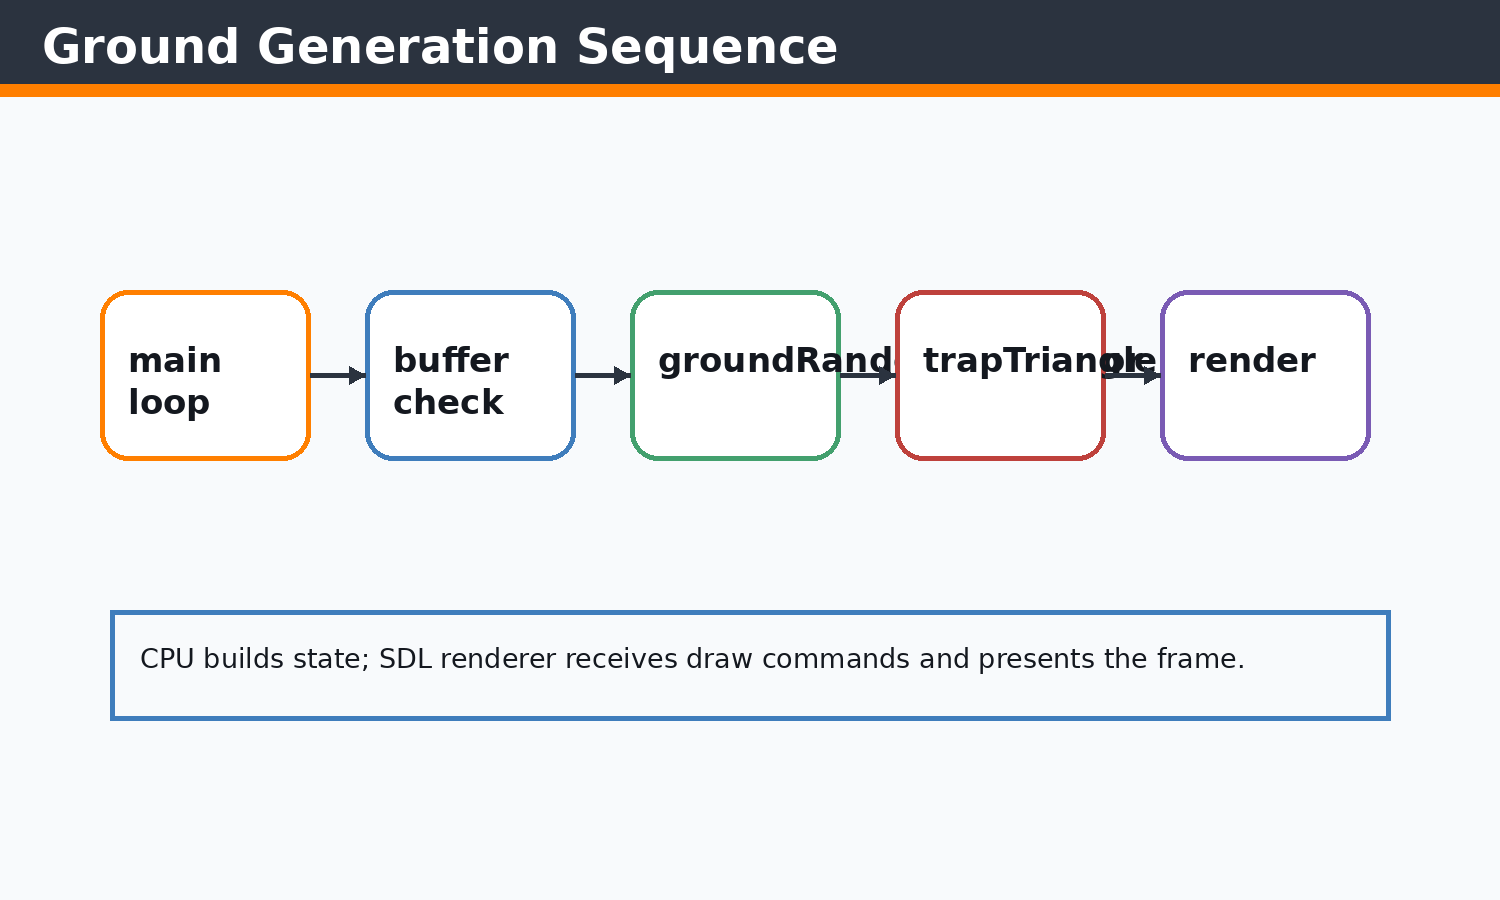 Ground Generation Sequence
main
loop
buffer
check
groundRand
trapTriangle
render
CPU builds state; SDL renderer receives draw commands and presents the frame.